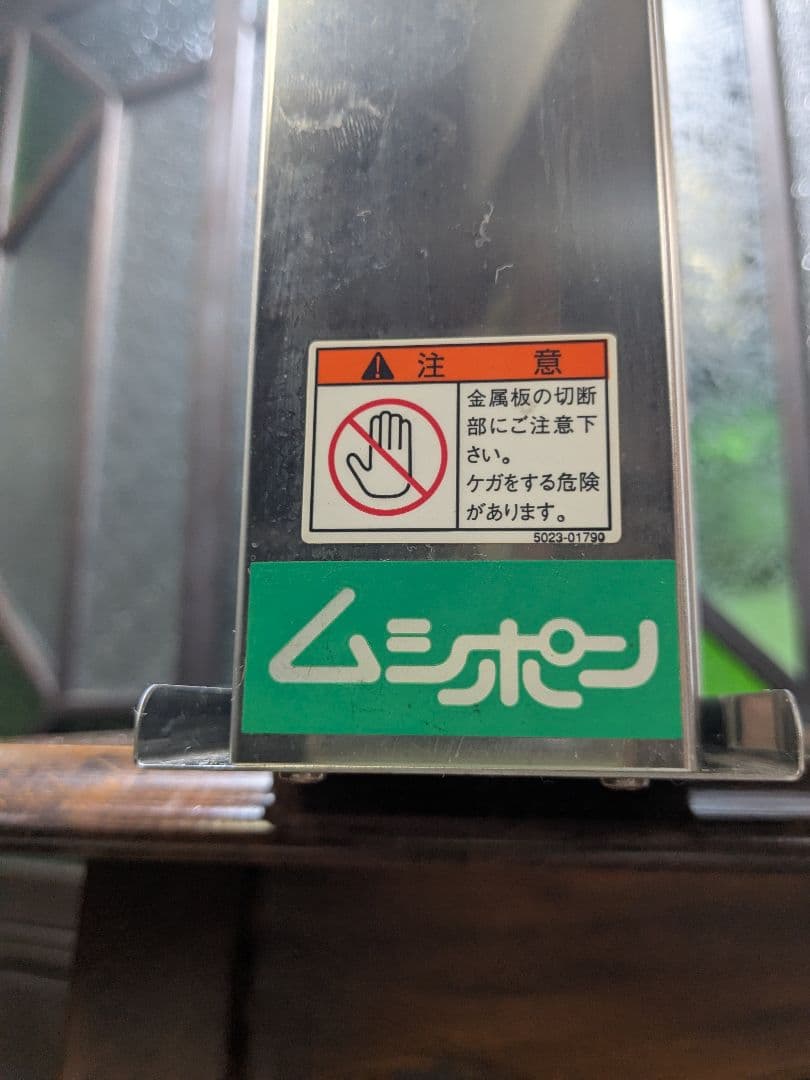 注 意
金属板の切断
部にご注意下
さい。
ケガをする危険
があります。
5023-01790
ムシポン